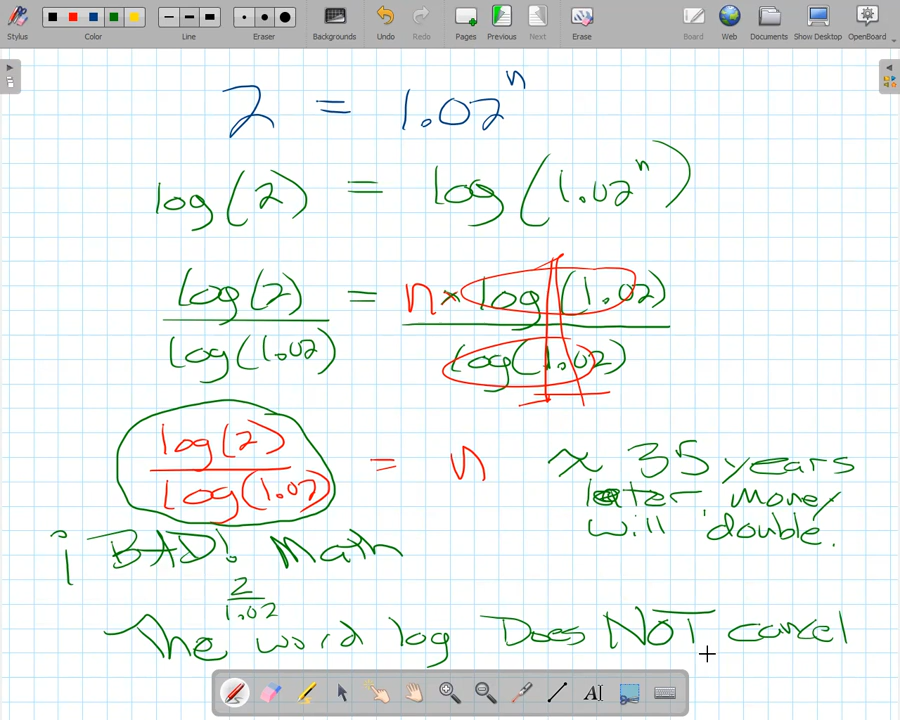 Stylus Color Line Eraser Backgrounds Undo Redo Pages Previous Next Erase Board Web Documents Show Desktop OpenBoard
2 = 1.02^n
log(2) = log(1.02^n)
log(2) = n × log(1.02)
log(1.02) log(1.02)
log(2) = n ≈ 35 years
log(1.02) later money
will double.
¡ BAD! Math
2
1.02
The word log Does NOT cancel